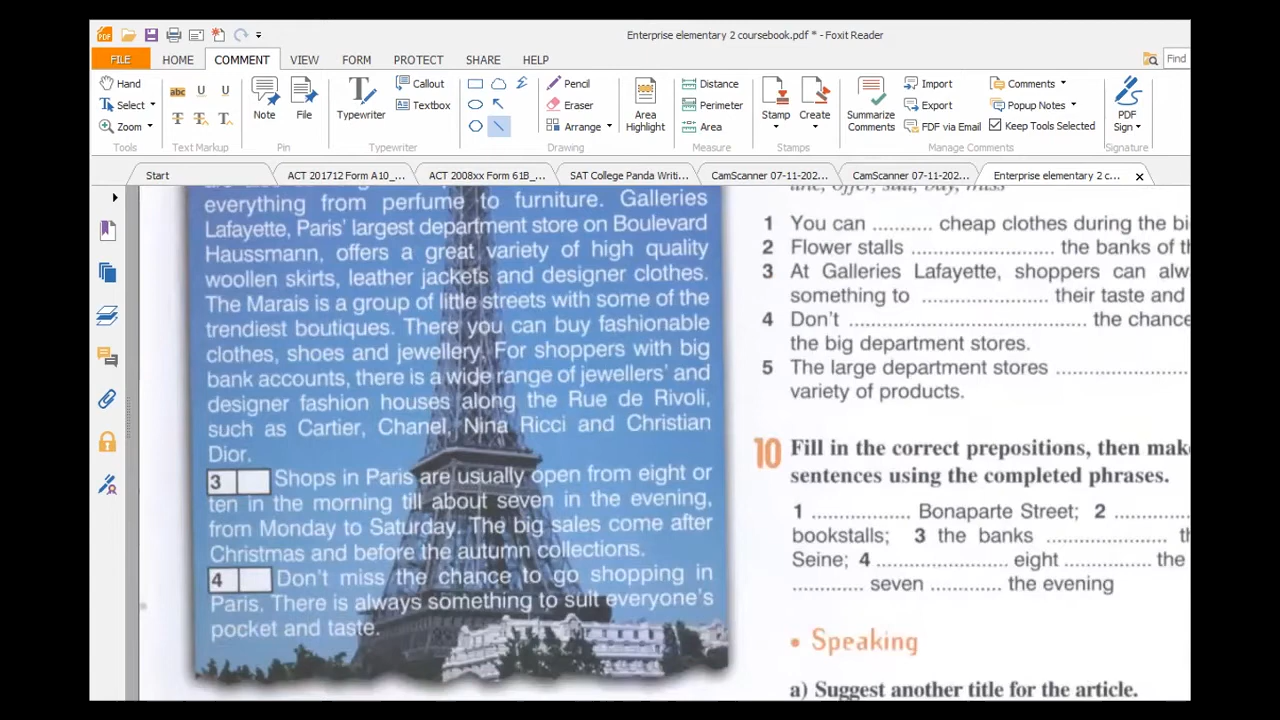 Enterprise elementary 2 coursebook.pdf * - Foxit Reader
FILE HOME COMMENT VIEW FORM PROTECT SHARE HELP
Find
Hand
Select
Zoom
Tools
abc U U
T T T
Text Markup
Note
File
Pin
Typewriter
Callout
Textbox
Typewriter
Pencil
Eraser
Arrange
Drawing
Area Highlight
Distance
Perimeter
Area
Measure
Stamp
Create
Stamps
Summarize Comments
Import
Export
FDF via Email
Comments
Popup Notes
Keep Tools Selected
Manage Comments
PDF Sign
Signature
Start
ACT 201712 Form A10_...
ACT 2008xx Form 61B_...
SAT College Panda Writi...
CamScanner 07-11-202...
CamScanner 07-11-202...
Enterprise elementary 2 c...
everything from perfume to furniture. Galleries
Lafayette, Paris' largest department store on Boulevard
Haussmann, offers a great variety of high quality
woollen skirts, leather jackets and designer clothes.
The Marais is a group of little streets with some of the
trendiest boutiques. There you can buy fashionable
clothes, shoes and jewellery. For shoppers with big
bank accounts, there is a wide range of jewellers' and
designer fashion houses along the Rue de Rivoli,
such as Cartier, Chanel, Nina Ricci and Christian
Dior.
3 Shops in Paris are usually open from eight or
ten in the morning till about seven in the evening,
from Monday to Saturday. The big sales come after
Christmas and before the autumn collections.
4 Don't miss the chance to go shopping in
Paris. There is always something to suit everyone's
pocket and taste.
offer, suit, buy, miss
1 You can ........... cheap clothes during the bi
2 Flower stalls .......................... the banks of th
3 At Galleries Lafayette, shoppers can alw
something to ....................... their taste and
4 Don't .......................................... the chance
the big department stores.
5 The large department stores ........................
variety of products.
10 Fill in the correct prepositions, then make
sentences using the completed phrases.
1 .................. Bonaparte Street; 2 ..............
bookstalls; 3 the banks ...................... th
Seine; 4 ........................ eight ................ the
............. seven ............. the evening
• Speaking
a) Suggest another title for the article.